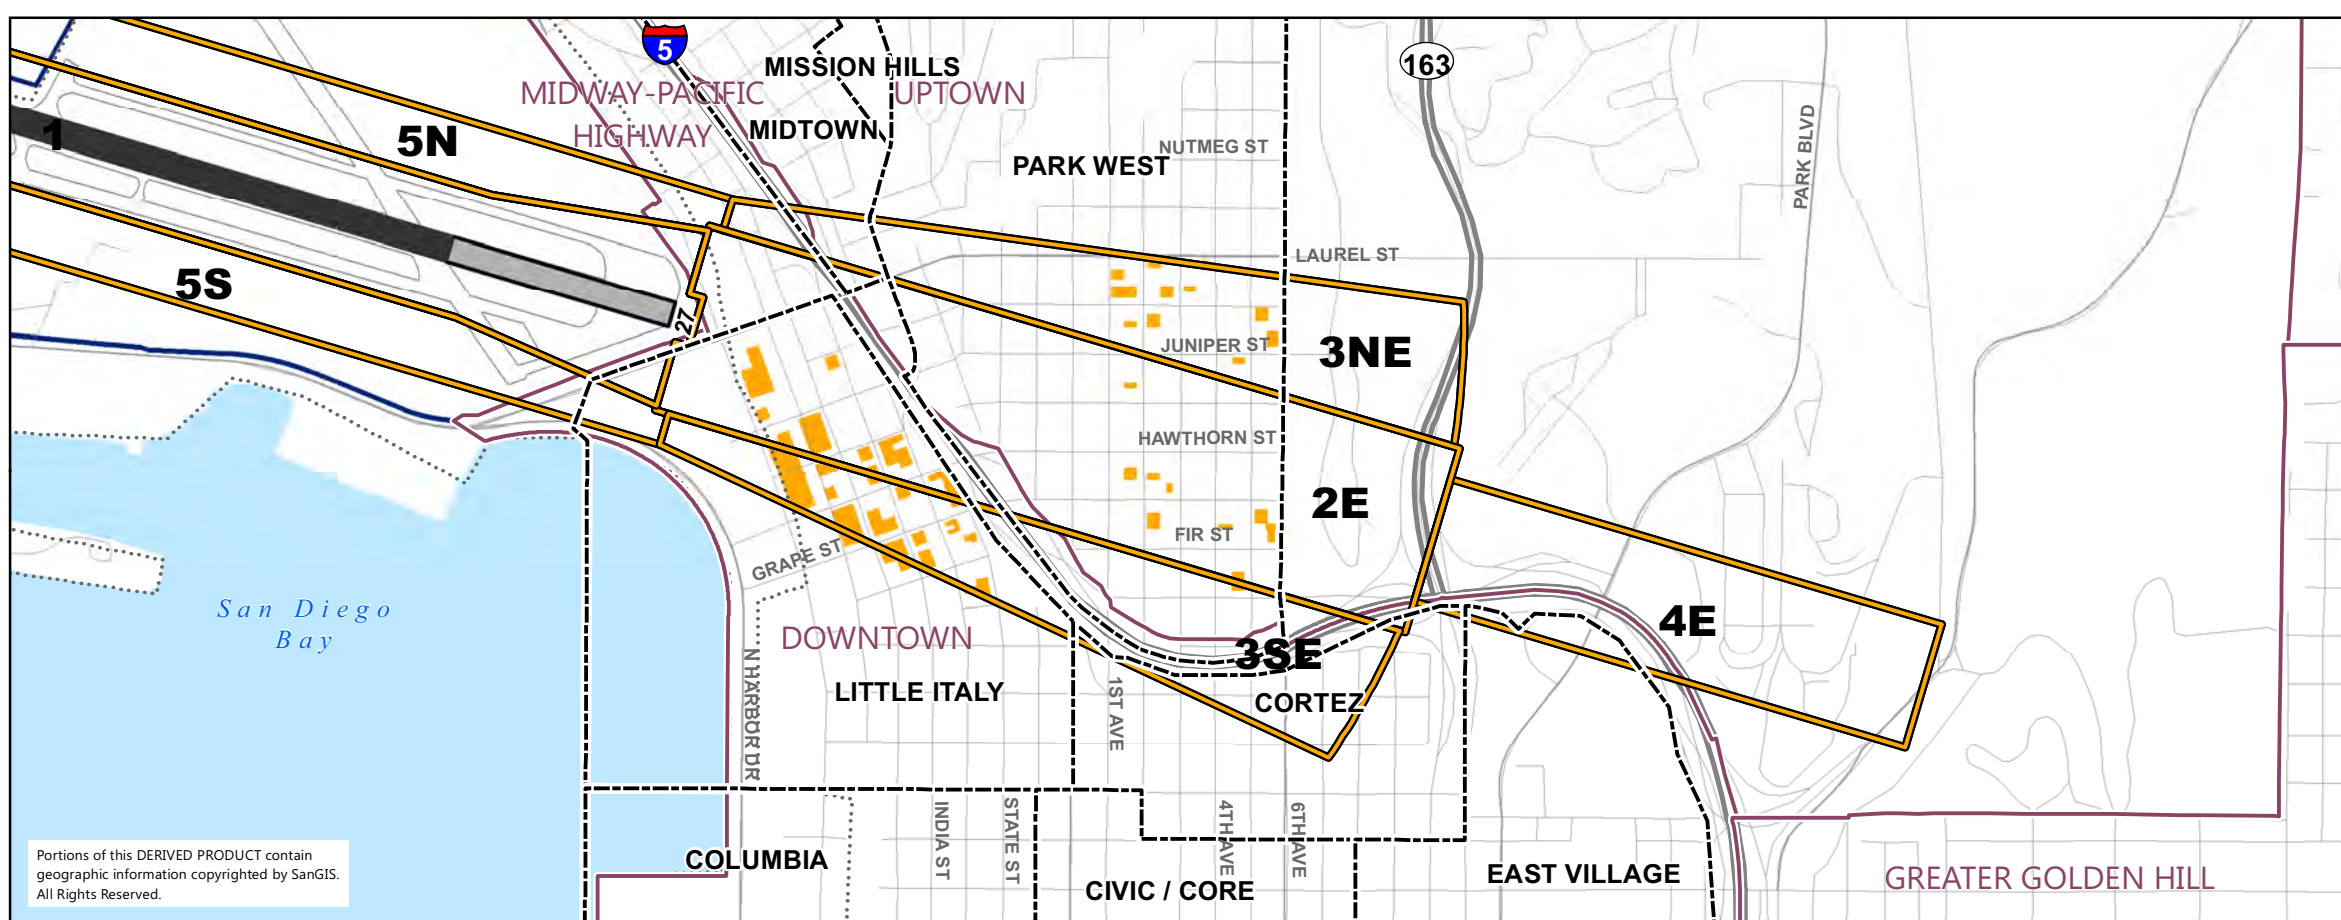 5
163
MISSION HILLS
MIDWAY-PACIFIC
HIGHWAY
UPTOWN
MIDTOWN
1
5N
PARK WEST
NUTMEG ST
PARK BLVD
LAUREL ST
5S
27
JUNIPER ST
3NE
HAWTHORN ST
2E
FIR ST
GRAPE ST
San Diego
Bay
4E
DOWNTOWN
3SE
N HARBOR DR
LITTLE ITALY
1ST AVE
CORTEZ
INDIA ST
STATE ST
4TH AVE
6TH AVE
COLUMBIA
CIVIC / CORE
EAST VILLAGE
GREATER GOLDEN HILL
Portions of this DERIVED PRODUCT contain
geographic information copyrighted by SanGIS.
All Rights Reserved.